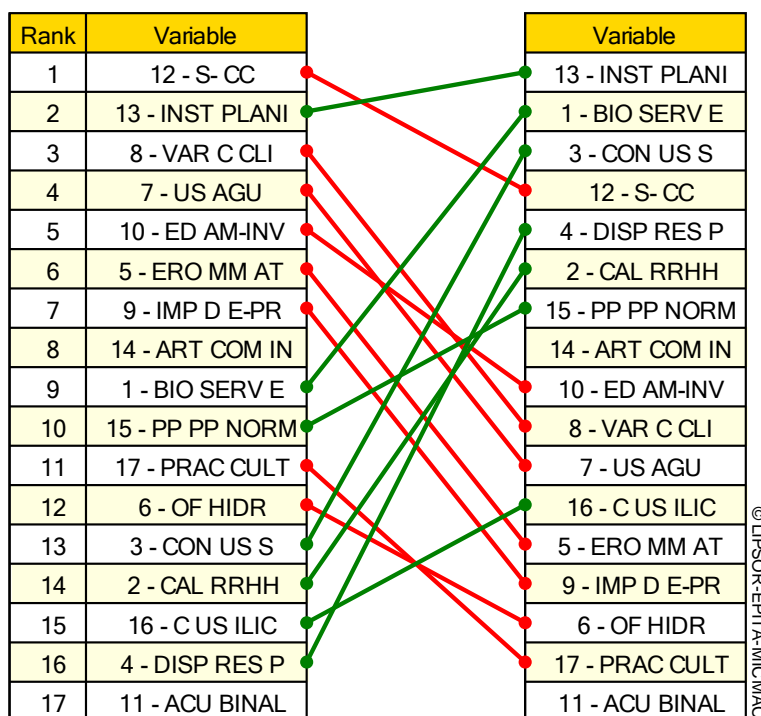 Rank Variable Variable
1 12 - S- CC 13 - INST PLANI
2 13 - INST PLANI 1 - BIO SERV E
3 8 - VAR C CLI 3 - CON US S
4 7 - US AGU 12 - S- CC
5 10 - ED AM-INV 4 - DISP RES P
6 5 - ERO MM AT 2 - CAL RRHH
7 9 - IMP D E-PR 15 - PP PP NORM
8 14 - ART COM IN 14 - ART COM IN
9 1 - BIO SERV E 10 - ED AM-INV
10 15 - PP PP NORM 8 - VAR C CLI
11 17 - PRAC CULT 7 - US AGU
12 6 - OF HIDR 16 - C US ILIC
13 3 - CON US S 5 - ERO MM AT
14 2 - CAL RRHH 9 - IMP D E-PR
15 16 - C US ILIC 6 - OF HIDR
16 4 - DISP RES P 17 - PRAC CULT
17 11 - ACU BINAL 11 - ACU BINAL
© LIPSOR-EPITA-MICMAC